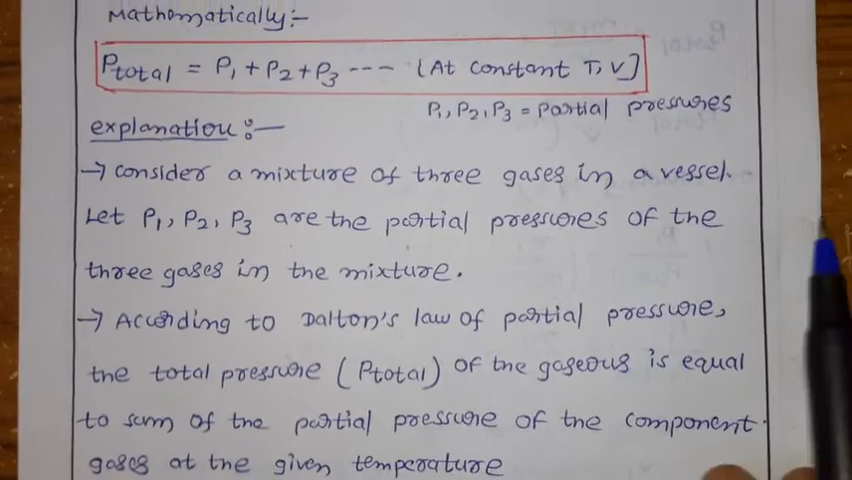 Mathematically:-
Ptotal = P1 + P2 + P3 ---- (At constant T, V]
P1, P2, P3 = partial pressures
explanation:-
→ consider a mixture of three gases in a vessel.
Let P1, P2, P3 are the partial pressures of the
three gases in the mixture.
→ According to Dalton's law of partial pressure,
the total pressure (Ptotal) of the gaseous is equal
to sum of the partial pressure of the component
gases at the given temperature